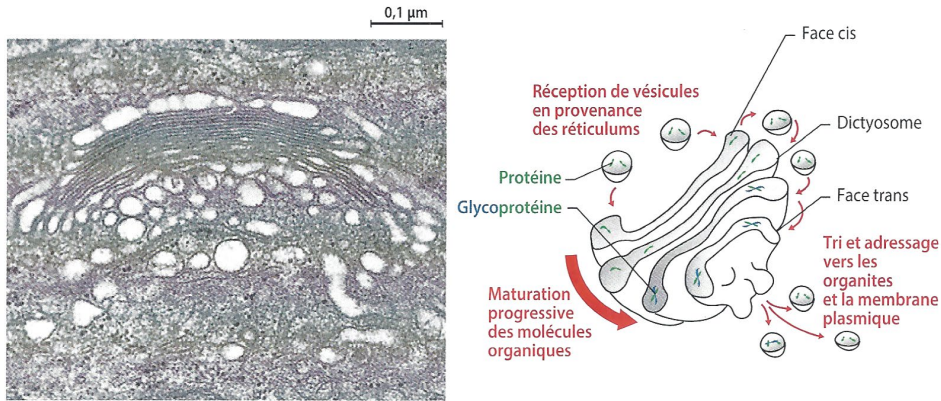 0,1 µm
Face cis
Réception de vésicules
en provenance
des réticulums
Dictyosome
Protéine
Glycoprotéine
Face trans
Tri et adressage
vers les
organites
et la membrane
plasmique
Maturation
progressive
des molécules
organiques